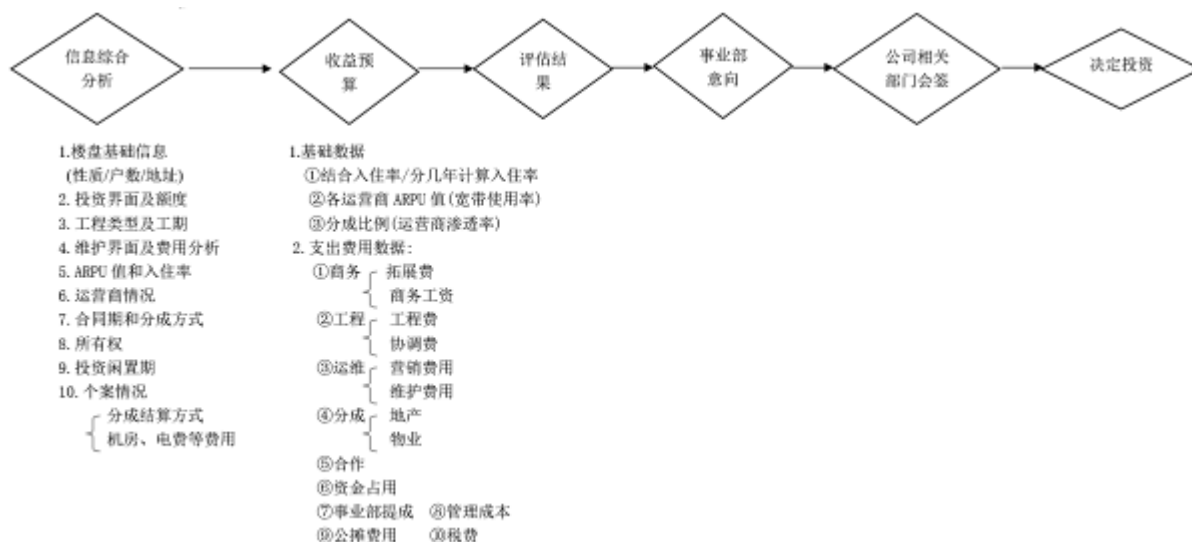 信息综合
分析
收益预
算
评估结
果
事业部
意向
公司相关
部门会签
决定投资
1.楼盘基础信息
(性质/户数/地址)
2. 投资界面及额度
3. 工程类型及工期
4. 维护界面及费用分析
5. ARPU 值和入住率
6. 运营商情况
7. 合同期和分成方式
8. 所有权
9. 投资闲置期
10. 个案情况
分成结算方式
机房、电费等费用
1.基础数据
①结合入住率/分几年计算入住率
②各运营商 ARPU 值(宽带使用率)
③分成比例(运营商渗透率)
2. 支出费用数据:
①商务 拓展费
商务工资
②工程 工程费
协调费
③运维 营销费用
维护费用
④分成 地产
物业
⑤合作
⑥资金占用
⑦事业部提成 ⑧管理成本
⑨公摊费用 ⑩税费